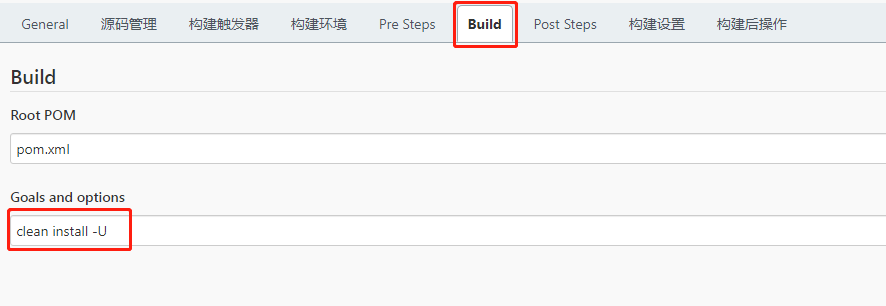 General 源码管理 构建触发器 构建环境 Pre Steps Build Post Steps 构建设置 构建后操作
Build
Root POM
pom.xml
Goals and options
clean install -U